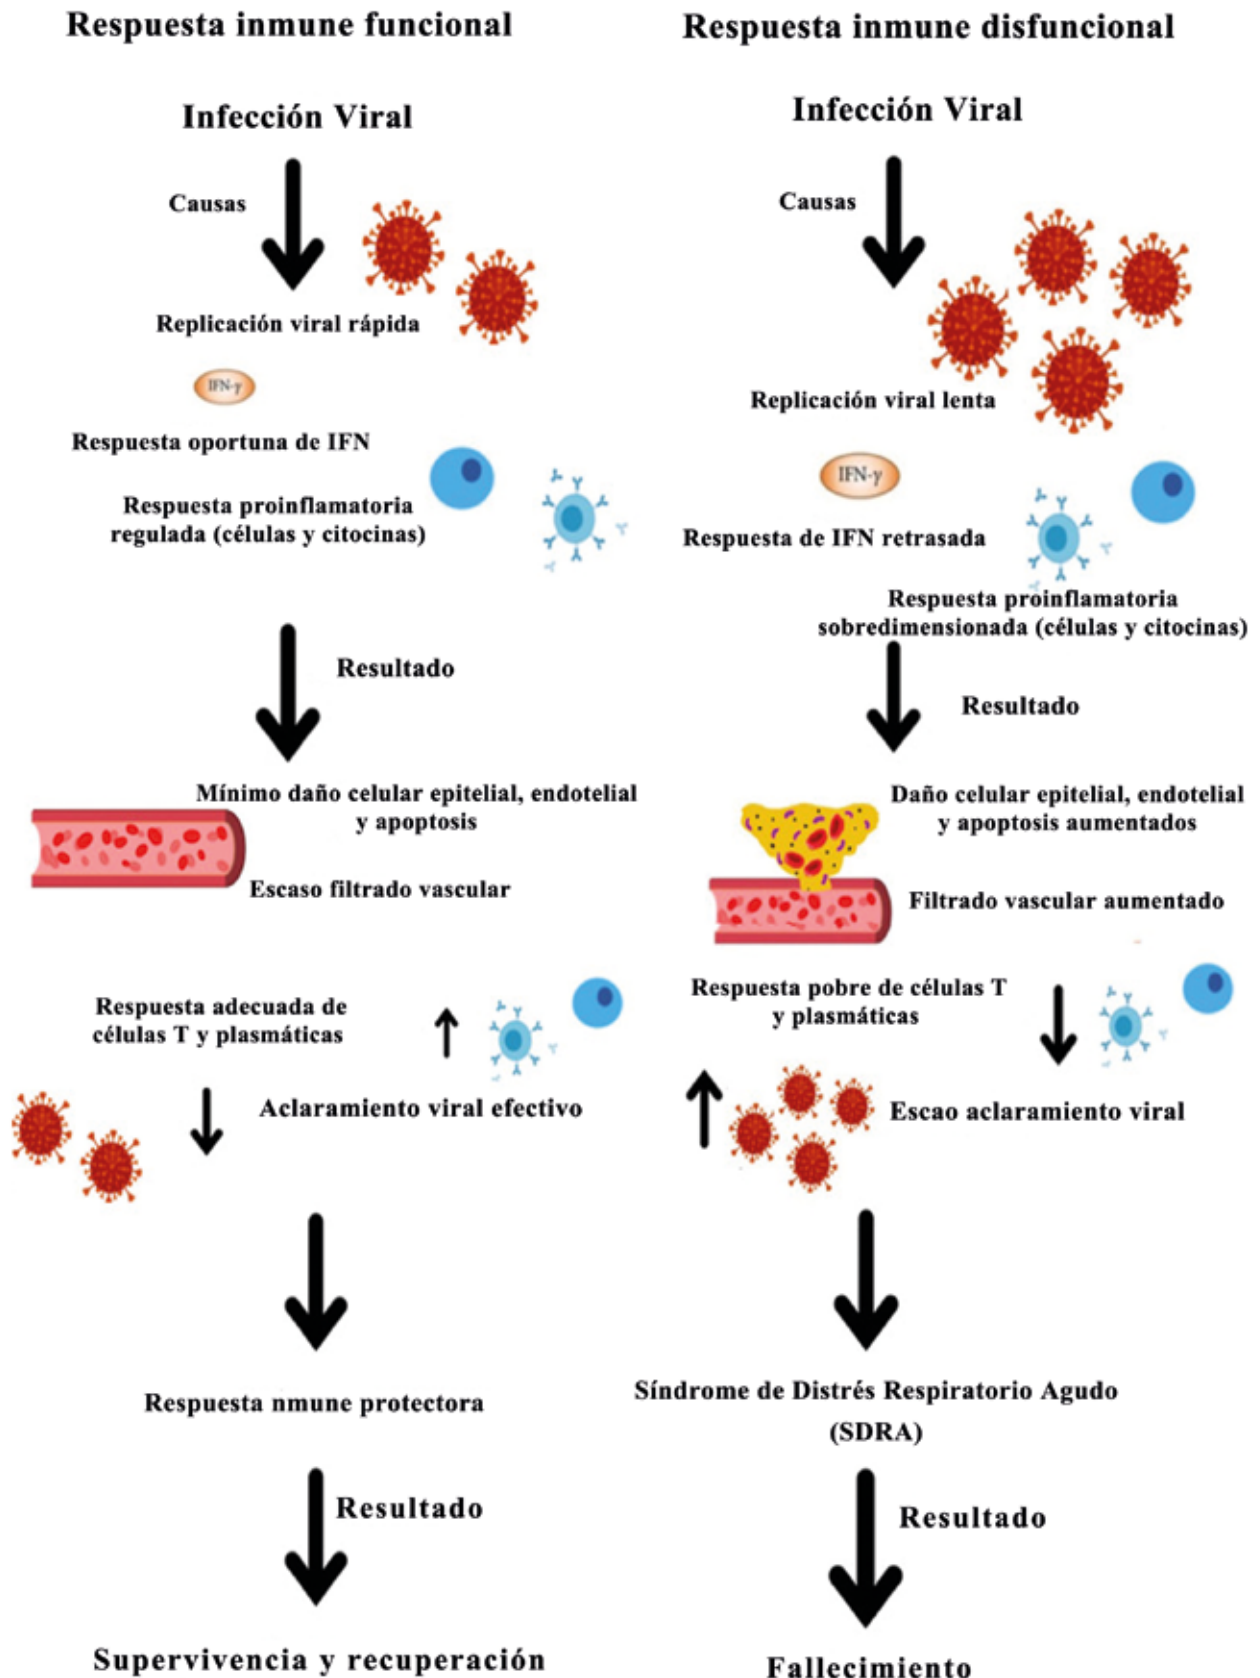 Respuesta inmune funcional
Infección Viral
Causas
Replicación viral rápida
IFN-γ
Respuesta oportuna de IFN
Respuesta proinflamatoria
regulada (células y citocinas)
Resultado
Mínimo daño celular epitelial, endotelial
y apoptosis
Escaso filtrado vascular
Respuesta adecuada de
células T y plasmáticas
Aclaramiento viral efectivo
Respuesta nmune protectora
Resultado
Supervivencia y recuperación
Respuesta inmune disfuncional
Infección Viral
Causas
Replicación viral lenta
IFN-γ
Respuesta de IFN retrasada
Respuesta proinflamatoria
sobredimensionada (células y citocinas)
Resultado
Daño celular epitelial, endotelial
y apoptosis aumentados
Filtrado vascular aumentado
Respuesta pobre de células T
y plasmáticas
Escao aclaramiento viral
Síndrome de Distrés Respiratorio Agudo
(SDRA)
Resultado
Fallecimiento